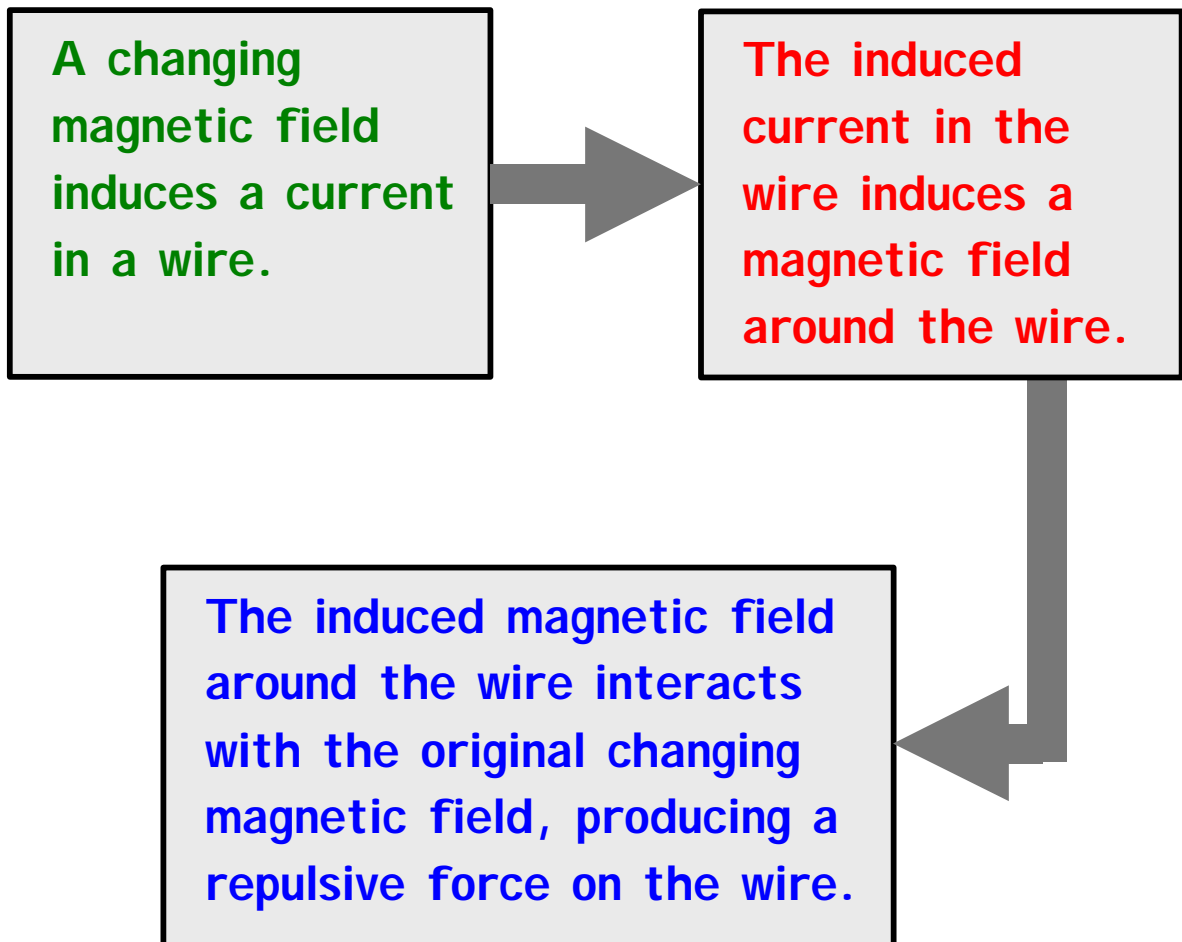 A changing
magnetic field
induces a current
in a wire.
The induced
current in the
wire induces a
magnetic field
around the wire.
The induced magnetic field
around the wire interacts
with the original changing
magnetic field, producing a
repulsive force on the wire.